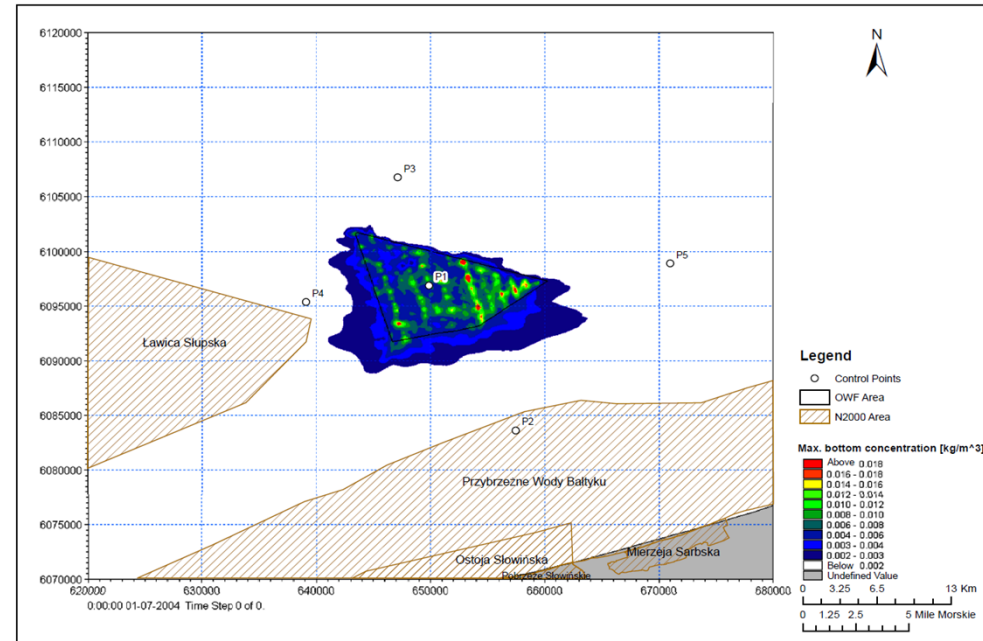 N
6120000
6115000
6110000
6105000
6100000
6095000
6090000
6085000
6080000
6075000
6070000
P3
P5
P1
P4
Ławica Słupska
P2
Przybrzeżne Wody Bałtyku
Mierzeja Sarbska
Ostoja Słowińska
Pobrzeże Słowińskie
620000 630000 640000 650000 660000 670000 680000
0:00:00 01-07-2004 Time Step 0 of 0.
Legend
Control Points
OWF Area
N2000 Area
Max. bottom concentration [kg/m^3]
Above 0.018
0.016 - 0.018
0.014 - 0.016
0.012 - 0.014
0.010 - 0.012
0.008 - 0.010
0.006 - 0.008
0.004 - 0.006
0.003 - 0.004
0.002 - 0.003
Below 0.002
Undefined Value
0 3.25 6.5 13 Km
0 1.25 2.5 5 Mile Morskie